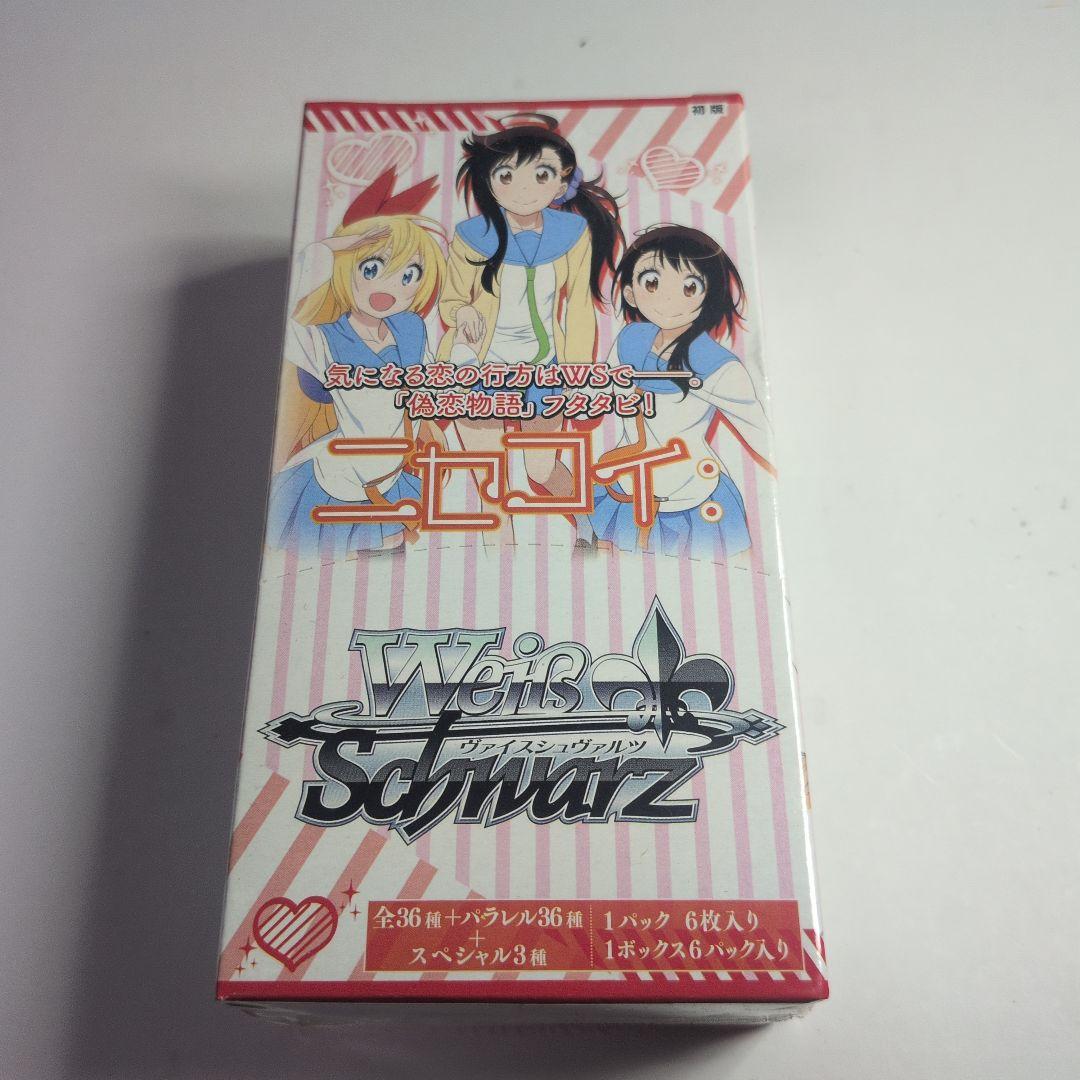 初版
気になる恋の行方はWSで――。
「偽恋物語」フタタビ！
ニセコイ：
Weiß
ヴァイスシュヴァルツ
Schwarz
全36種＋パラレル36種
＋
スペシャル3種
1パック 6枚入り
1ボックス6パック入り